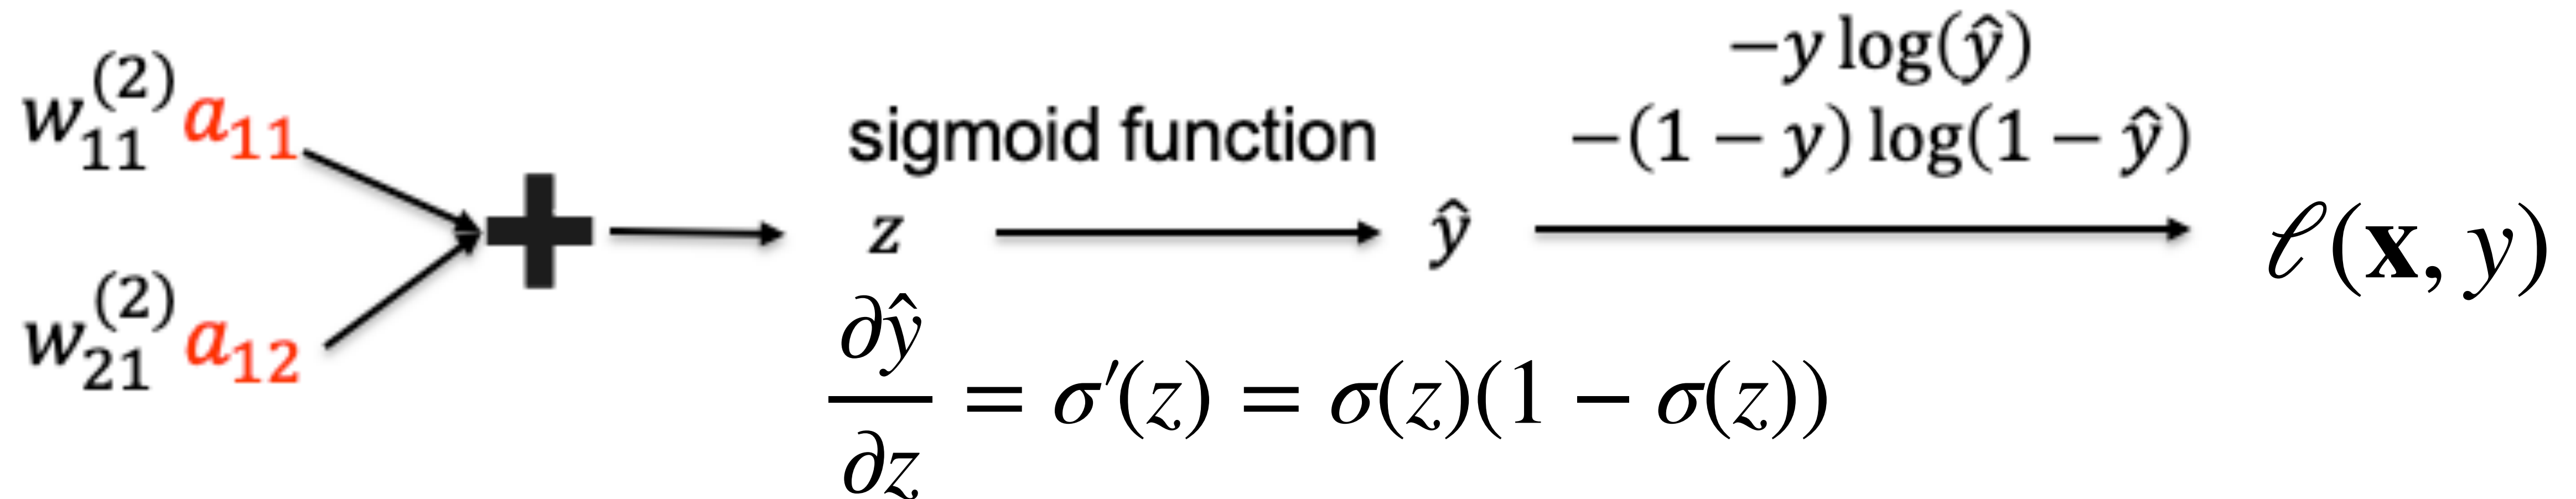 −y log(ŷ)
w₁₁⁽²⁾a₁₁
sigmoid function
−(1 − y) log(1 − ŷ)
+
z
ŷ
ℓ(𝐱, y)
w₂₁⁽²⁾a₁₂
∂ŷ/∂z = σ′(z) = σ(z)(1 − σ(z))